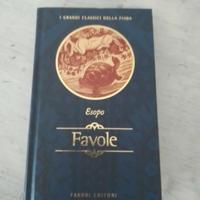 I GRANDI CLASSICI DELLA FIABA
Esopo
Favole
FABBRI EDITORI